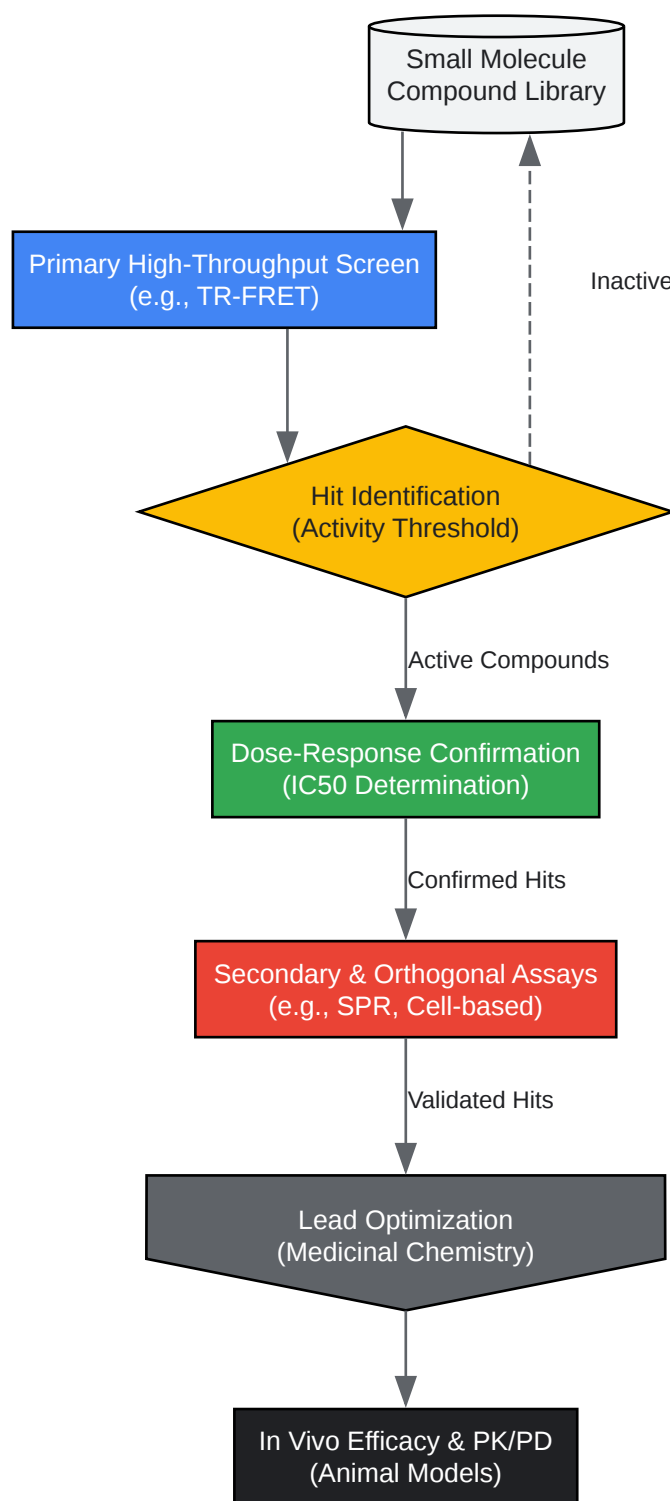 Small Molecule
Compound Library
Primary High-Throughput Screen
(e.g., TR-FRET)
Inactive
Hit Identification
(Activity Threshold)
Active Compounds
Dose-Response Confirmation
(IC50 Determination)
Confirmed Hits
Secondary & Orthogonal Assays
(e.g., SPR, Cell-based)
Validated Hits
Lead Optimization
(Medicinal Chemistry)
In Vivo Efficacy & PK/PD
(Animal Models)